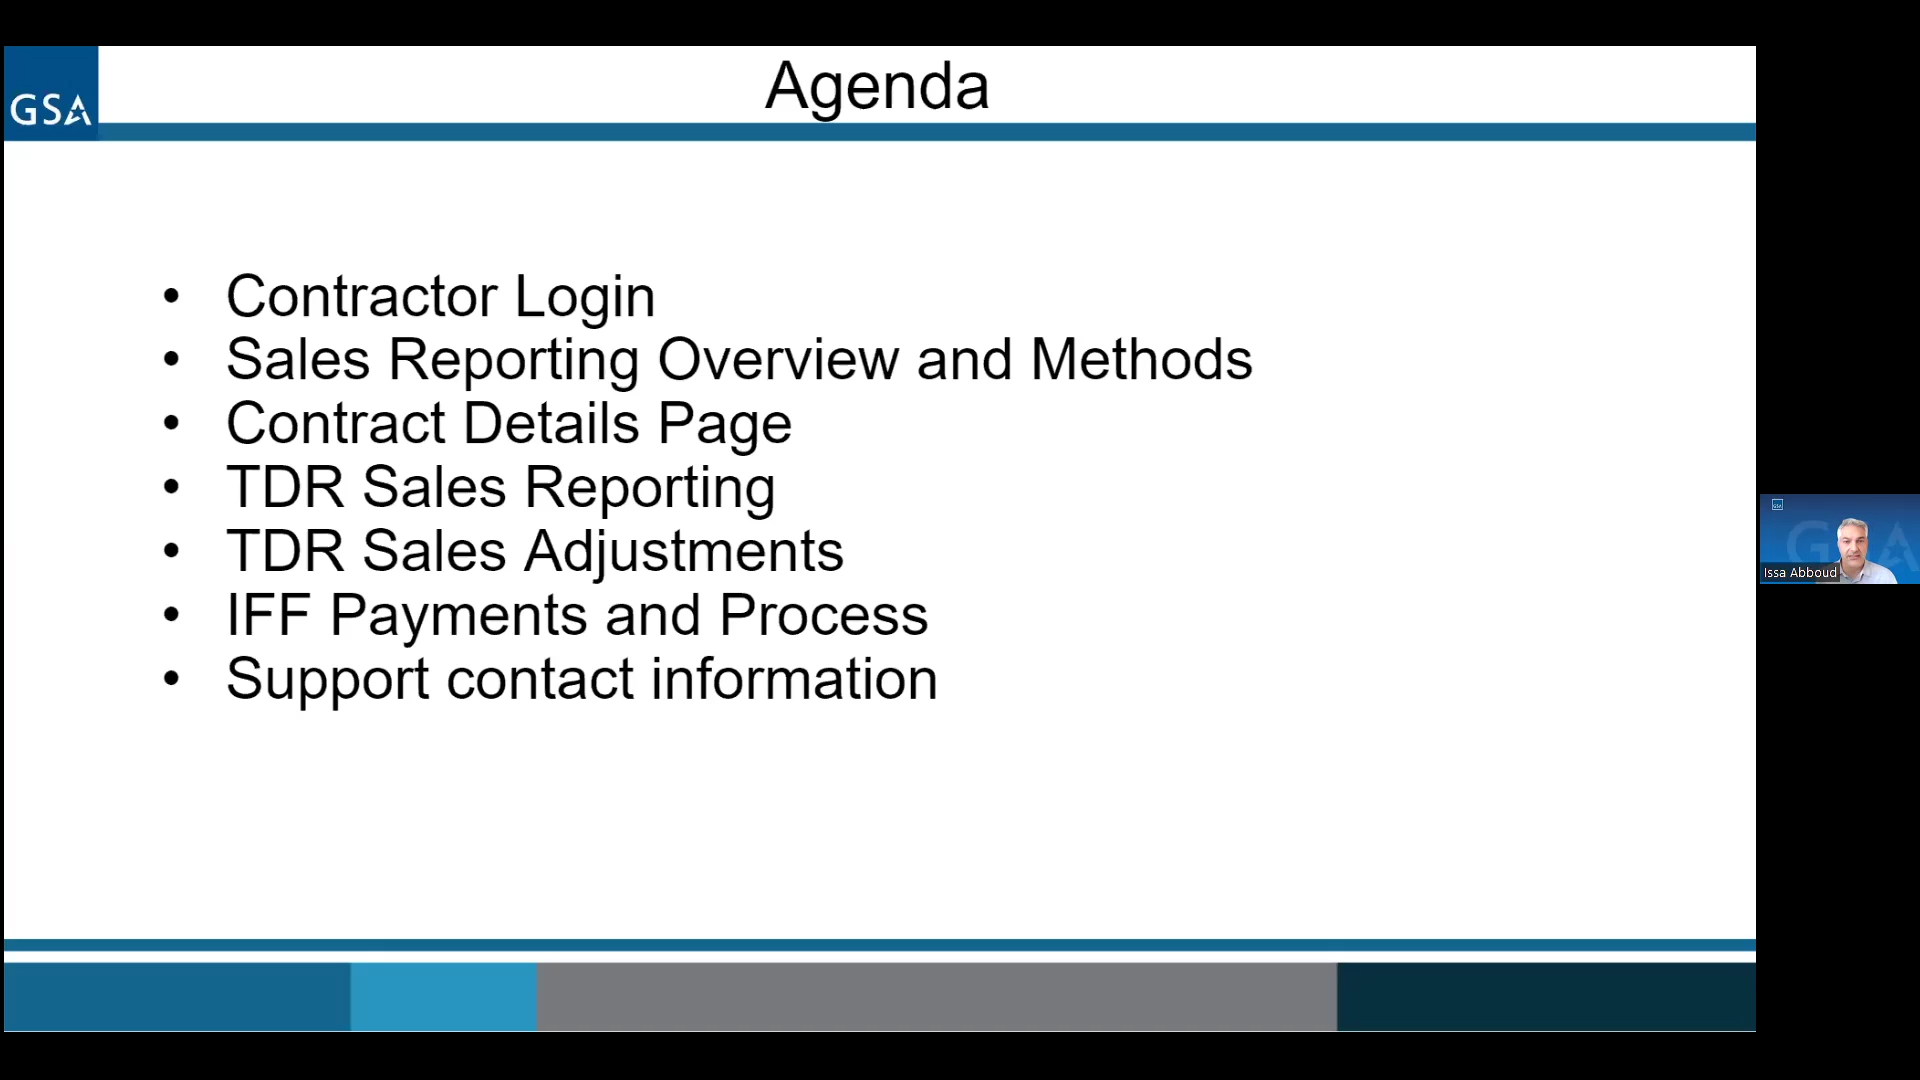 GSA
Agenda
• Contractor Login
• Sales Reporting Overview and Methods
• Contract Details Page
• TDR Sales Reporting
• TDR Sales Adjustments
• IFF Payments and Process
• Support contact information
GSA
Issa Abboud